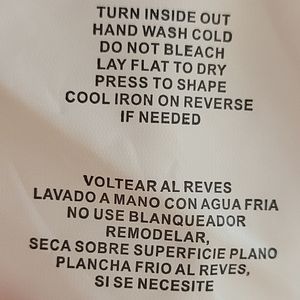 TURN INSIDE OUT
HAND WASH COLD
DO NOT BLEACH
LAY FLAT TO DRY
PRESS TO SHAPE
COOL IRON ON REVERSE
IF NEEDED
VOLTEAR AL REVES
LAVADO A MANO CON AGUA FRIA
NO USE BLANQUEADOR
REMODELAR,
SECA SOBRE SUPERFICIE PLANO
PLANCHA FRIO AL REVES,
SI SE NECESITE